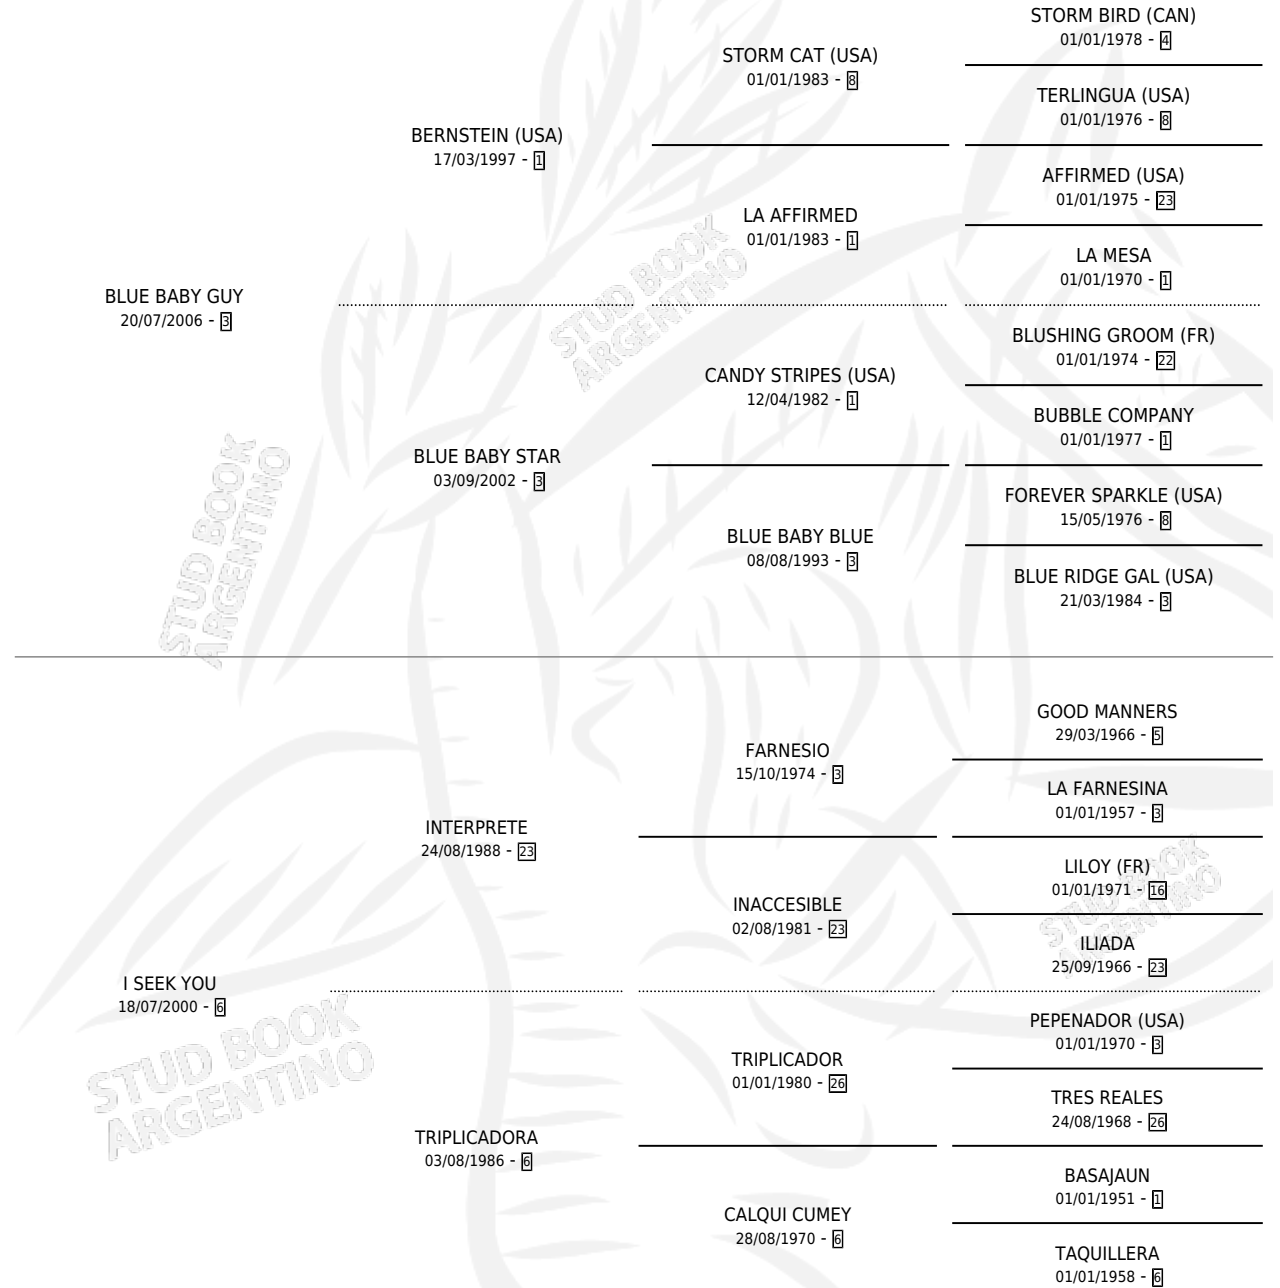 STORM BIRD (CAN)
01/01/1978 - 4
STORM CAT (USA)
01/01/1983 - 8
TERLINGUA (USA)
01/01/1976 - 8
BERNSTEIN (USA)
17/03/1997 - 1
AFFIRMED (USA)
01/01/1975 - 23
LA AFFIRMED
01/01/1983 - 1
LA MESA
01/01/1970 - 1
BLUE BABY GUY
20/07/2006 - 3
BLUSHING GROOM (FR)
01/01/1974 - 22
CANDY STRIPES (USA)
12/04/1982 - 1
BUBBLE COMPANY
01/01/1977 - 1
BLUE BABY STAR
03/09/2002 - 3
FOREVER SPARKLE (USA)
15/05/1976 - 8
BLUE BABY BLUE
08/08/1993 - 3
BLUE RIDGE GAL (USA)
21/03/1984 - 3
STUD BOOK
ARGENTINO
STUD BOOK
ARGENTINO
GOOD MANNERS
29/03/1966 - 5
FARNESIO
15/10/1974 - 3
LA FARNESINA
01/01/1957 - 3
INTERPRETE
24/08/1988 - 23
LILOY (FR)
01/01/1971 - 16
INACCESIBLE
02/08/1981 - 23
ILIADA
25/09/1966 - 23
STUD BOOK
ARGENTINO
I SEEK YOU
18/07/2000 - 6
PEPENADOR (USA)
01/01/1970 - 3
TRIPLICADOR
01/01/1980 - 26
TRES REALES
24/08/1968 - 26
STUD BOOK
ARGENTINO
TRIPLICADORA
03/08/1986 - 6
BASAJAUN
01/01/1951 - 1
CALQUI CUMEY
28/08/1970 - 6
TAQUILLERA
01/01/1958 - 6